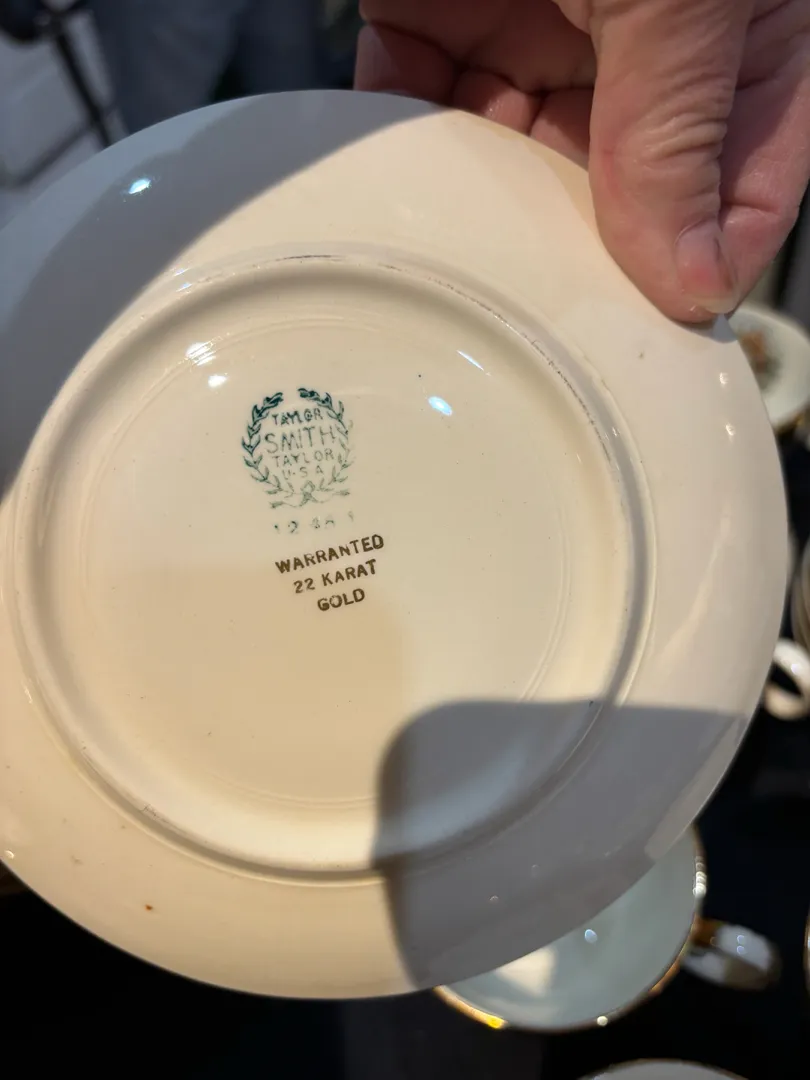 TAYLOR
SMITH
TAYLOR
U·S·A
WARRANTED
22 KARAT
GOLD